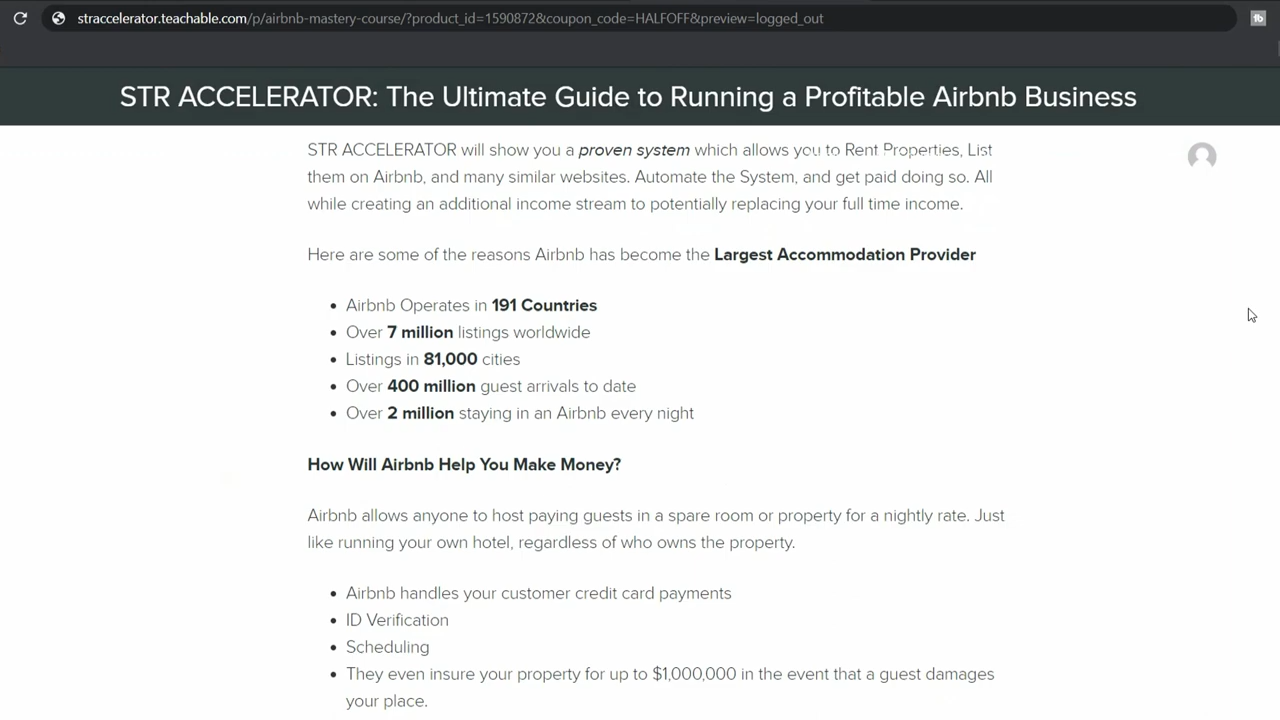 straccelerator.teachable.com/p/airbnb-mastery-course/?product_id=1590872&coupon_code=HALFOFF&preview=logged_out
STR ACCELERATOR: The Ultimate Guide to Running a Profitable Airbnb Business
STR ACCELERATOR will show you a proven system which allows you to Rent Properties, List
them on Airbnb, and many similar websites. Automate the System, and get paid doing so. All
while creating an additional income stream to potentially replacing your full time income.
Here are some of the reasons Airbnb has become the Largest Accommodation Provider
• Airbnb Operates in 191 Countries
• Over 7 million listings worldwide
• Listings in 81,000 cities
• Over 400 million guest arrivals to date
• Over 2 million staying in an Airbnb every night
How Will Airbnb Help You Make Money?
Airbnb allows anyone to host paying guests in a spare room or property for a nightly rate. Just
like running your own hotel, regardless of who owns the property.
• Airbnb handles your customer credit card payments
• ID Verification
• Scheduling
• They even insure your property for up to $1,000,000 in the event that a guest damages
your place.